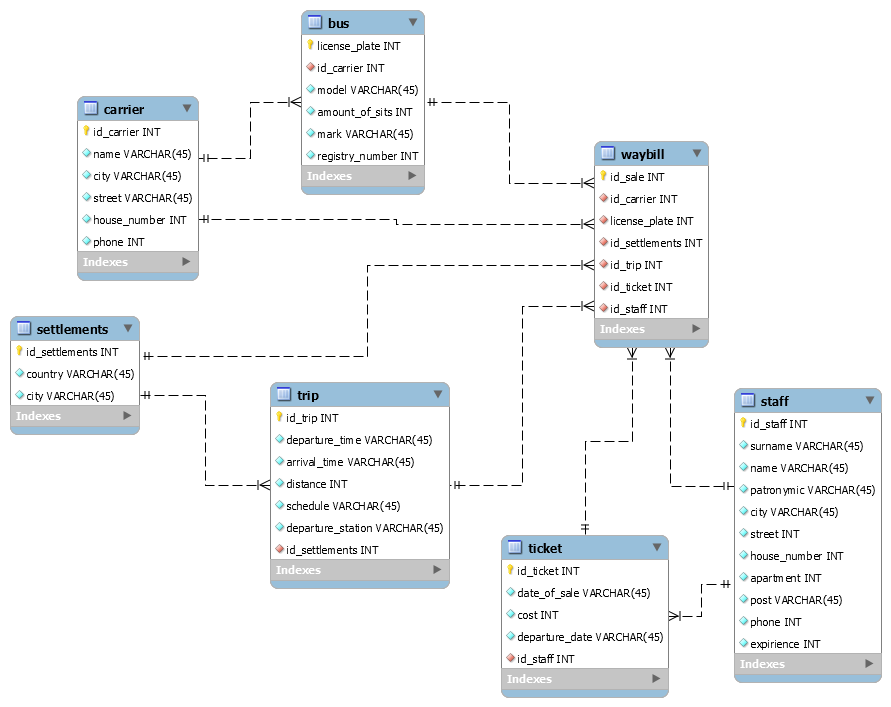 bus
license_plate INT
id_carrier INT
model VARCHAR(45)
amount_of_sits INT
mark VARCHAR(45)
registry_number INT
Indexes
carrier
id_carrier INT
name VARCHAR(45)
city VARCHAR(45)
street VARCHAR(45)
house_number INT
phone INT
Indexes
waybill
id_sale INT
id_carrier INT
license_plate INT
id_settlements INT
id_trip INT
id_ticket INT
id_staff INT
Indexes
settlements
id_settlements INT
country VARCHAR(45)
city VARCHAR(45)
Indexes
trip
id_trip INT
departure_time VARCHAR(45)
arrival_time VARCHAR(45)
distance INT
schedule VARCHAR(45)
departure_station VARCHAR(45)
id_settlements INT
Indexes
staff
id_staff INT
surname VARCHAR(45)
name VARCHAR(45)
patronymic VARCHAR(45)
city VARCHAR(45)
street INT
house_number INT
apartment INT
post VARCHAR(45)
phone INT
expirience INT
Indexes
ticket
id_ticket INT
date_of_sale VARCHAR(45)
cost INT
departure_date VARCHAR(45)
id_staff INT
Indexes